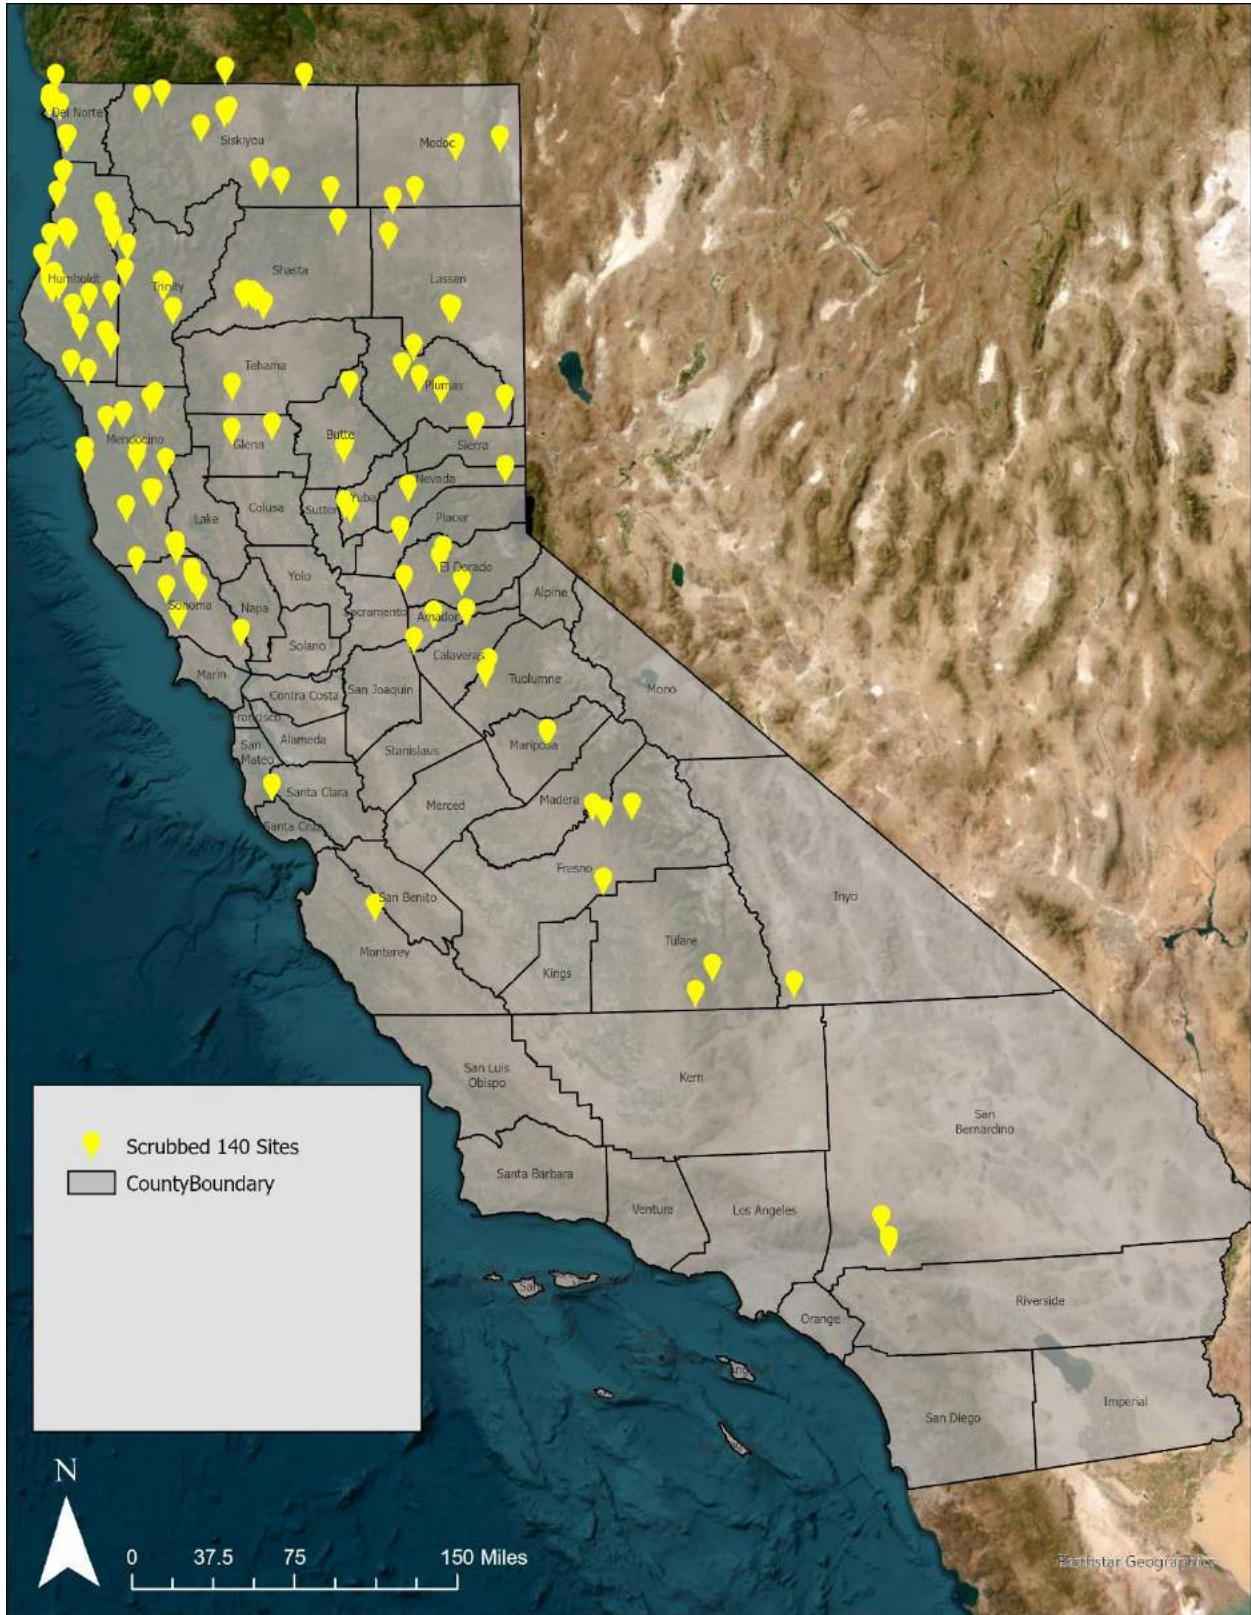 Del Norte
Siskiyou
Modoc
Humboldt
Trinity
Shasta
Lassen
Tehama
Plumas
Mendocino
Glenn
Butte
Sierra
Nevada
Yuba
Lake
Colusa
Sutter
Placer
Yolo
El Dorado
Sonoma
Napa
Sacramento
Amador
Alpine
Solano
Calaveras
Marin
Contra Costa
San Joaquin
Tuolumne
Mono
San Francisco
Alameda
San
Mateo
Stanislaus
Mariposa
Santa Clara
Merced
Madera
Santa Cruz
Fresno
San Benito
Inyo
Monterey
Tulare
Kings
San Luis
Obispo
Kern
San
Bernardino
Scrubbed 140 Sites
CountyBoundary
Santa Barbara
Ventura
Los Angeles
Riverside
Orange
San Diego
Imperial
N
0 37.5 75 150 Miles
Earthstar Geographics